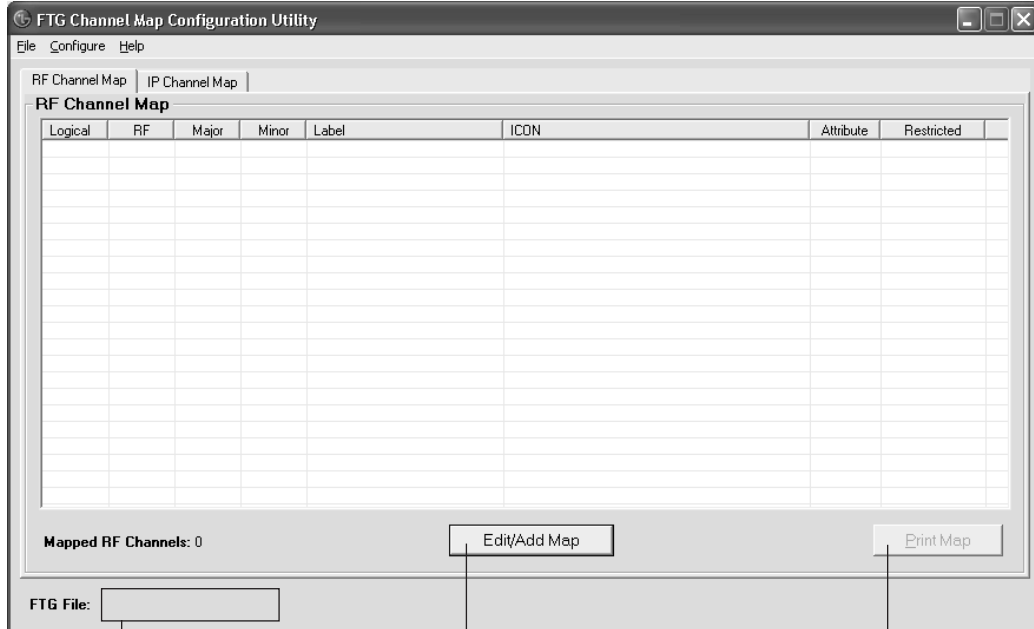 FTG Channel Map Configuration Utility
File Configure Help
RF Channel Map IP Channel Map
RF Channel Map
Logical RF Major Minor Label ICON Attribute Restricted
Mapped RF Channels: 0 Edit/Add Map Print Map
FTG File: